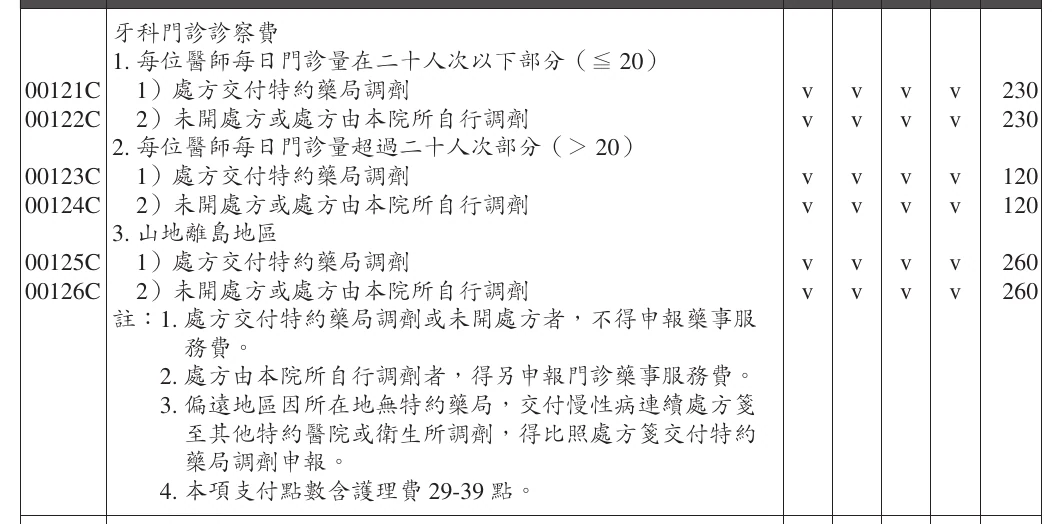 牙科門診診察費
1. 每位醫師每日門診量在二十人次以下部分（≦ 20）
00121C 1）處方交付特約藥局調劑 v v v v 230
00122C 2）未開處方或處方由本院所自行調劑 v v v v 230
2. 每位醫師每日門診量超過二十人次部分（＞ 20）
00123C 1）處方交付特約藥局調劑 v v v v 120
00124C 2）未開處方或處方由本院所自行調劑 v v v v 120
3. 山地離島地區
00125C 1）處方交付特約藥局調劑 v v v v 260
00126C 2）未開處方或處方由本院所自行調劑 v v v v 260
註：1. 處方交付特約藥局調劑或未開處方者，不得申報藥事服
務費。
2. 處方由本院所自行調劑者，得另申報門診藥事服務費。
3. 偏遠地區因所在地無特約藥局，交付慢性病連續處方箋
至其他特約醫院或衛生所調劑，得比照處方箋交付特約
藥局調劑申報。
4. 本項支付點數含護理費 29-39 點。